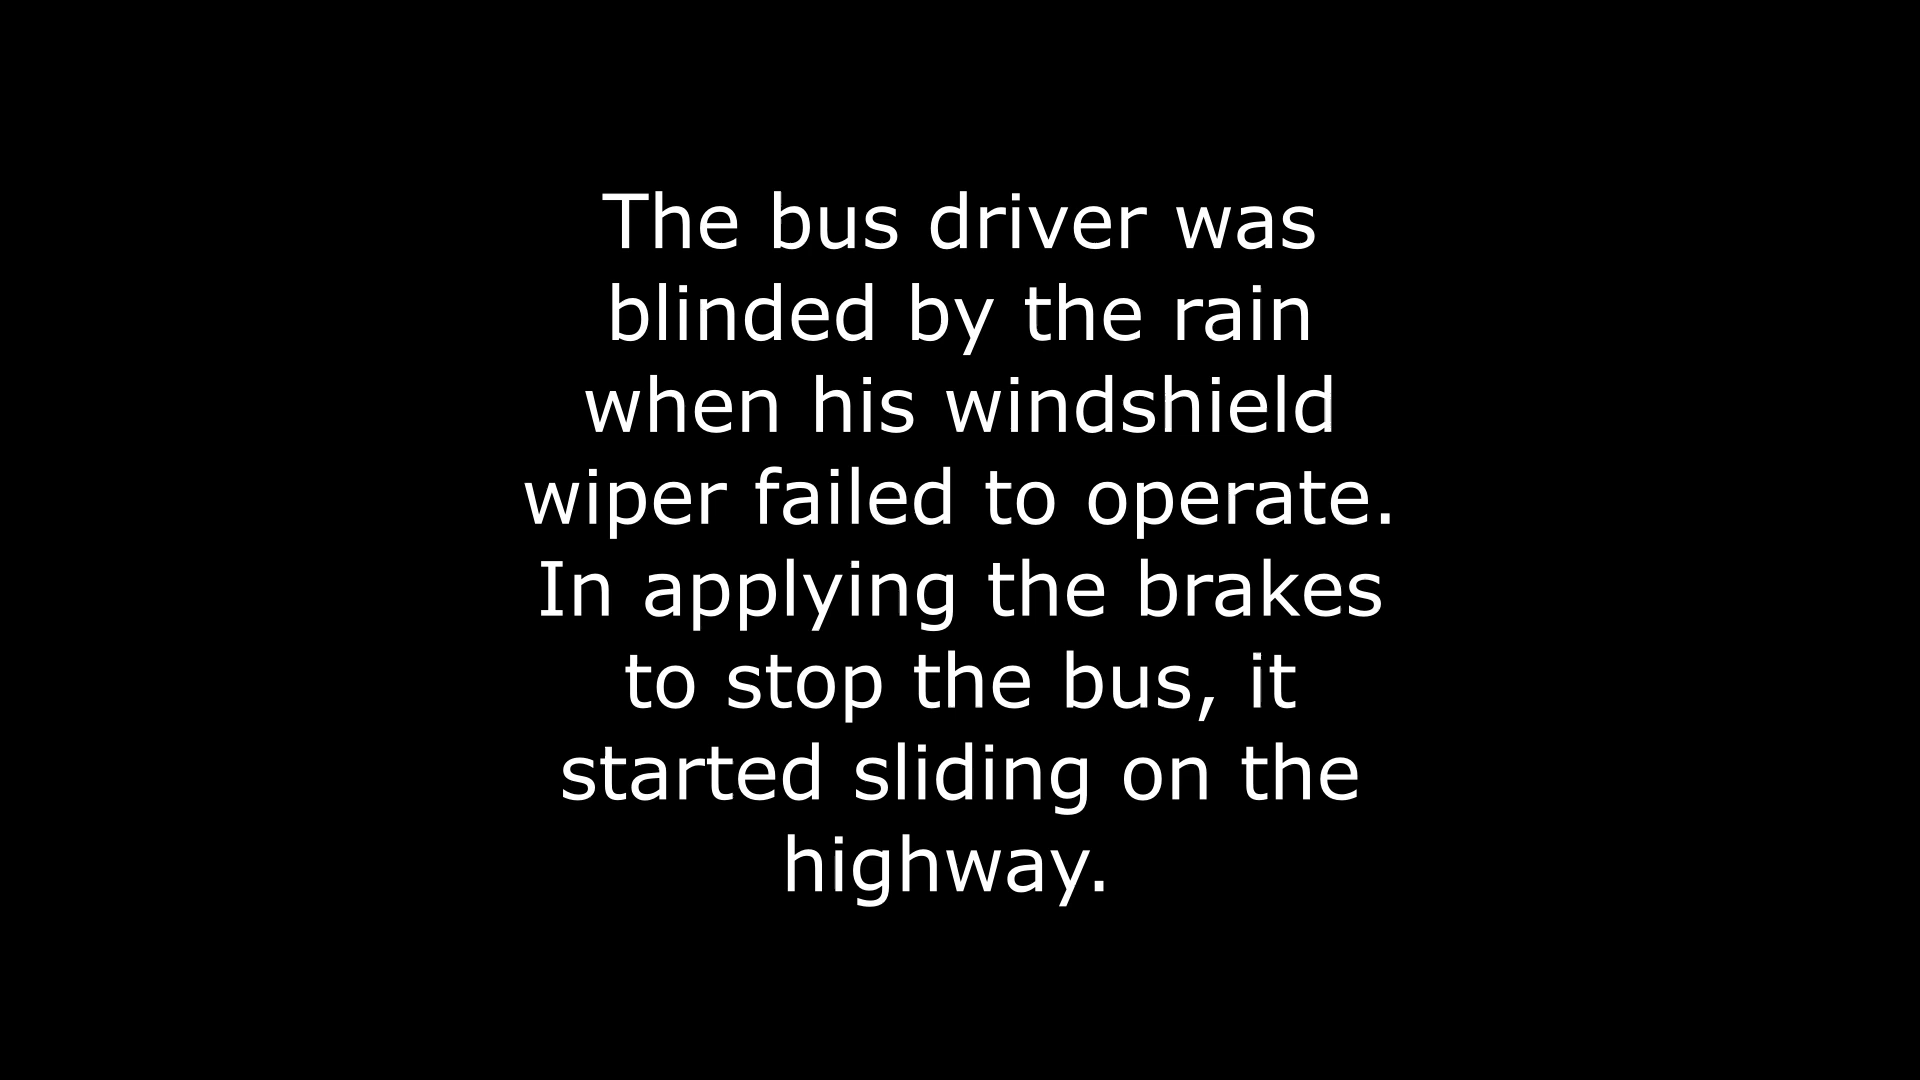 The bus driver was
blinded by the rain
when his windshield
wiper failed to operate.
In applying the brakes
to stop the bus, it
started sliding on the
highway.